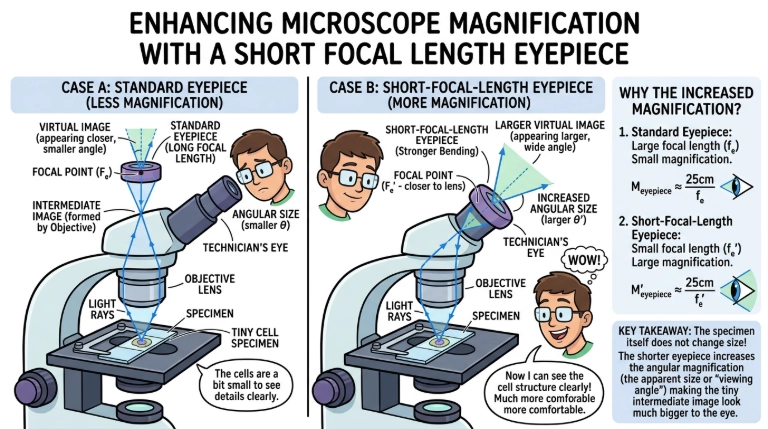 ENHANCING MICROSCOPE MAGNIFICATION
WITH A SHORT FOCAL LENGTH EYEPIECE
CASE A: STANDARD EYEPIECE
(LESS MAGNIFICATION)
VIRTUAL IMAGE
(appearing closer,
smaller angle)
STANDARD
EYEPIECE
(LONG FOCAL
LENGTH)
FOCAL POINT (Fe)
INTERMEDIATE
IMAGE (formed
by Objective)
ANGULAR SIZE
(smaller θ)
TECHNICIAN'S EYE
OBJECTIVE
LENS
LIGHT
RAYS
SPECIMEN
TINY CELL
SPECIMEN
The cells are a
bit small to see
details clearly.
CASE B: SHORT-FOCAL-LENGTH EYEPIECE
(MORE MAGNIFICATION)
SHORT-FOCAL-LENGTH
EYEPIECE
(Stronger Bending)
LARGER VIRTUAL IMAGE
(appearing larger,
wide angle)
FOCAL POINT
(Fe' - closer to lens)
INCREASED
ANGULAR SIZE
(larger θ')
TECHNICIAN'S
EYE
WOW!
OBJECTIVE
LENS
LIGHT
RAYS
SPECIMEN
Now I can see the
cell structure clearly!
Much more comforable
more comfortable.
WHY THE INCREASED
MAGNIFICATION?
1. Standard Eyepiece:
Large focal length (fe)
Small magnification.
Meyepiece ≈ 25cm / fe
2. Short-Focal-Length
Eyepiece:
Small focal length (fe')
Large magnification.
M'eyepiece ≈ 25cm / fe'
KEY TAKEAWAY: The specimen
itself does not change size!
The shorter eyepiece increases
the angular magnification
(the apparent size or "viewing
angle") making the tiny
intermediate image look
much bigger to the eye.